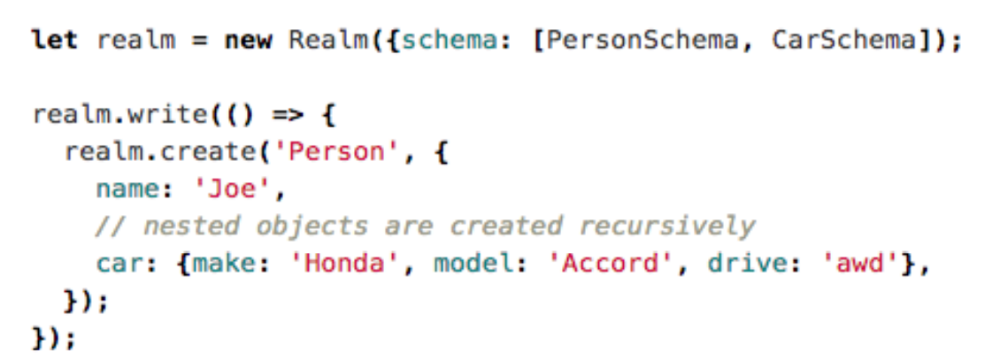 let realm = new Realm({schema: [PersonSchema, CarSchema]);
realm.write(() => {
realm.create('Person', {
name: 'Joe',
// nested objects are created recursively
car: {make: 'Honda', model: 'Accord', drive: 'awd'},
});
});